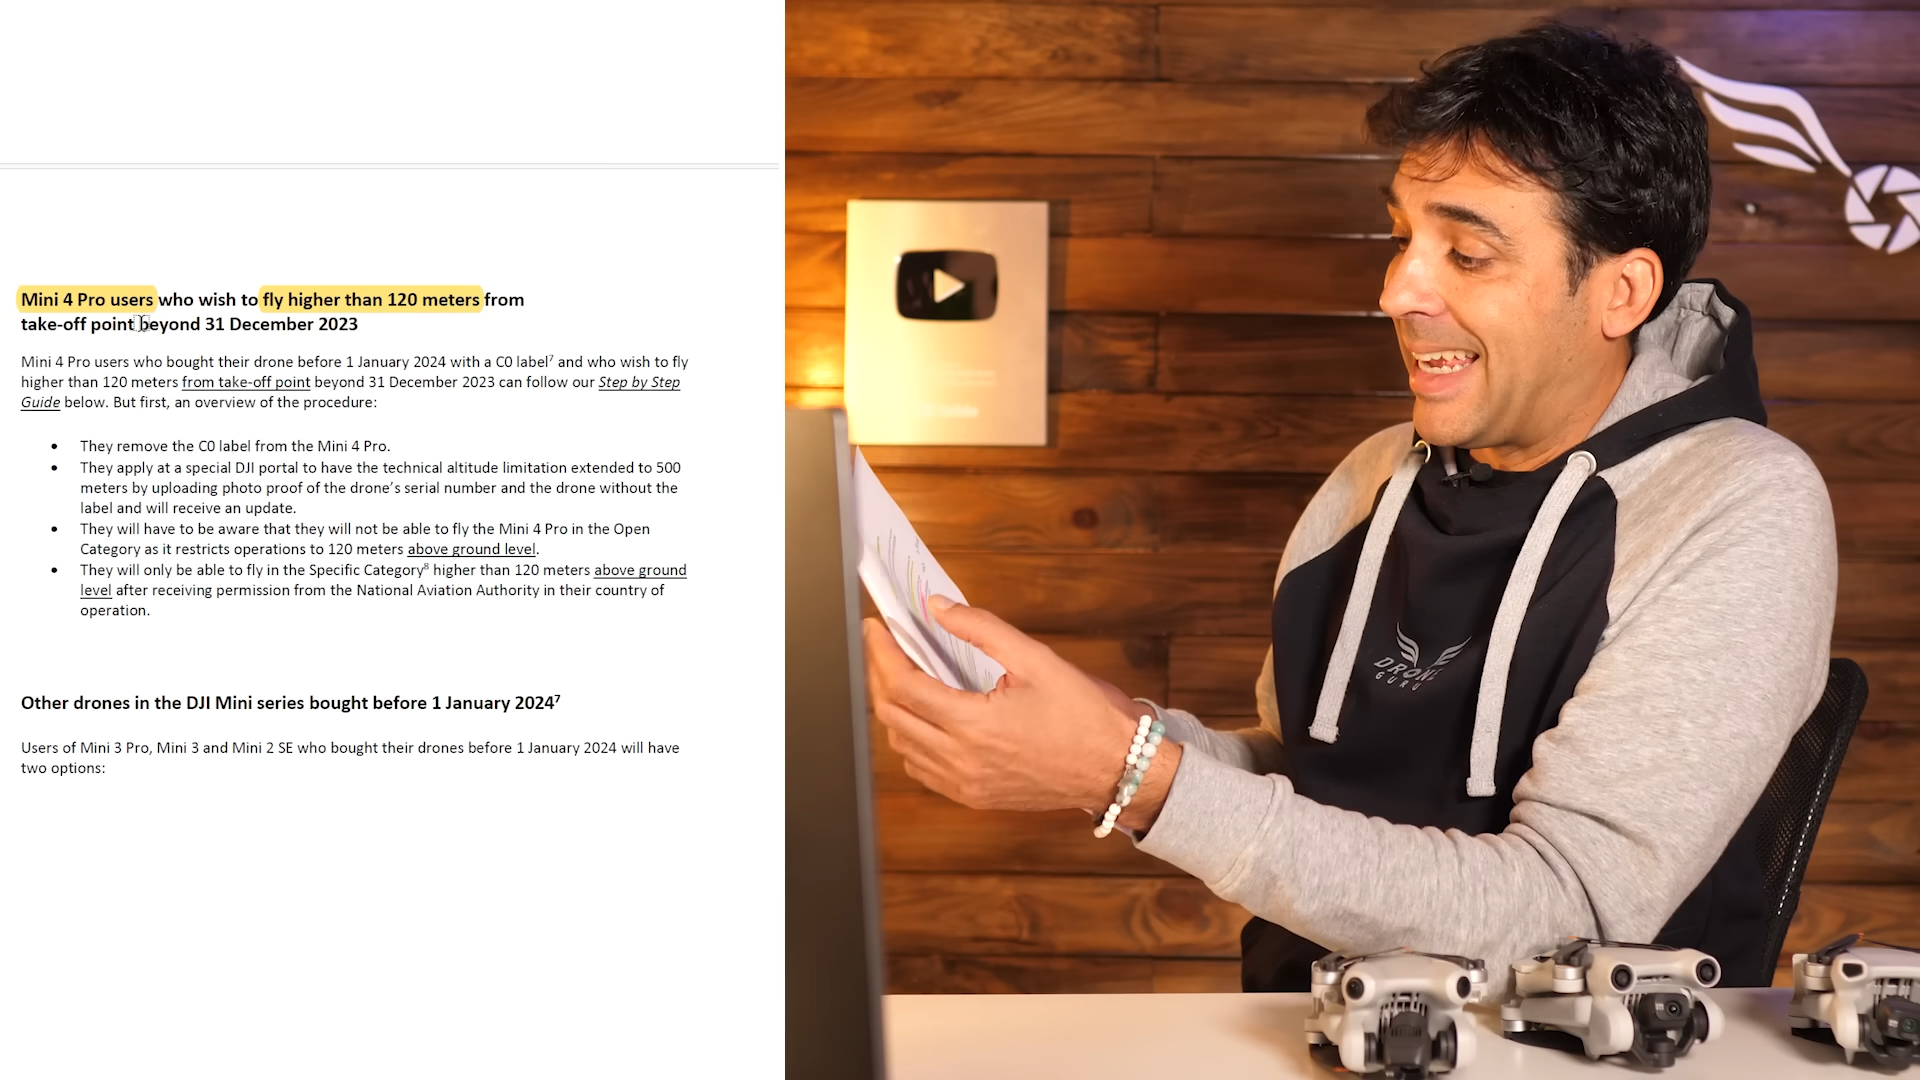 Mini 4 Pro users who wish to fly higher than 120 meters from
take-off point beyond 31 December 2023
Mini 4 Pro users who bought their drone before 1 January 2024 with a C0 label⁷ and who wish to fly
higher than 120 meters from take-off point beyond 31 December 2023 can follow our Step by Step
Guide below. But first, an overview of the procedure:
• They remove the C0 label from the Mini 4 Pro.
• They apply at a special DJI portal to have the technical altitude limitation extended to 500
meters by uploading photo proof of the drone's serial number and the drone without the
label and will receive an update.
• They will have to be aware that they will not be able to fly the Mini 4 Pro in the Open
Category as it restricts operations to 120 meters above ground level.
• They will only be able to fly in the Specific Category⁸ higher than 120 meters above ground
level after receiving permission from the National Aviation Authority in their country of
operation.
Other drones in the DJI Mini series bought before 1 January 2024⁷
Users of Mini 3 Pro, Mini 3 and Mini 2 SE who bought their drones before 1 January 2024 will have
two options:
DRONE
GURU